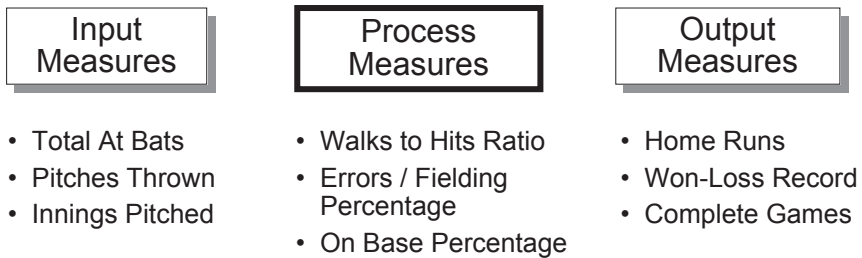 Input
Measures
• Total At Bats
• Pitches Thrown
• Innings Pitched
Process
Measures
• Walks to Hits Ratio
• Errors / Fielding
Percentage
• On Base Percentage
Output
Measures
• Home Runs
• Won-Loss Record
• Complete Games